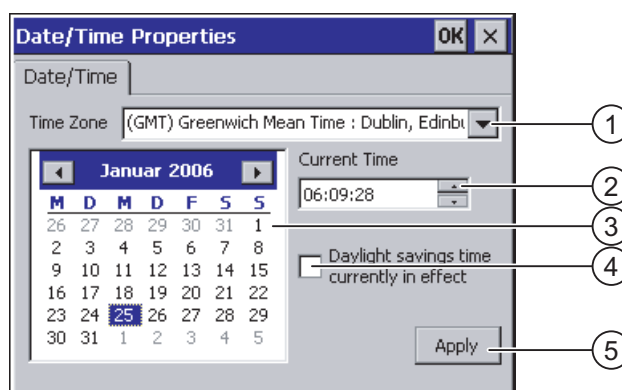 Date/Time Properties OK ×
Date/Time
Time Zone (GMT) Greenwich Mean Time : Dublin, Edinbu 1
Januar 2006
Current Time
06:09:28 2
M D M D F S S
26 27 28 29 30 31 1 3
2 3 4 5 6 7 8
9 10 11 12 13 14 15
16 17 18 19 20 21 22
23 24 25 26 27 28 29
30 31 1 2 3 4 5
Daylight savings time
currently in effect 4
Apply 5